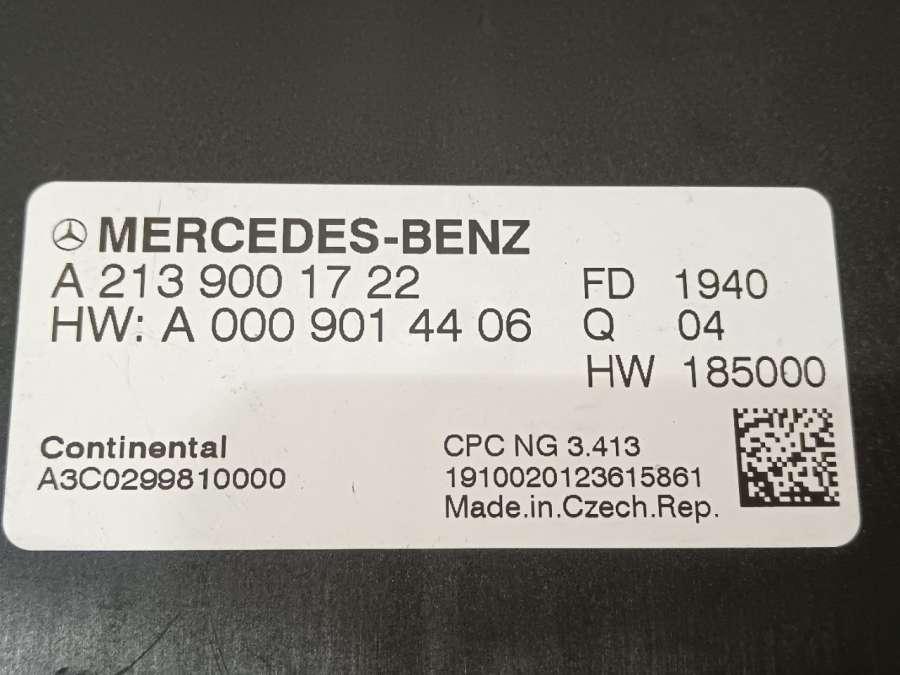 MERCEDES-BENZ
A 213 900 17 22 FD 1940
HW: A 000 901 44 06 Q 04
HW 185000
Continental CPC NG 3.413
A3C0299810000 1910020123615861
Made.in.Czech.Rep.